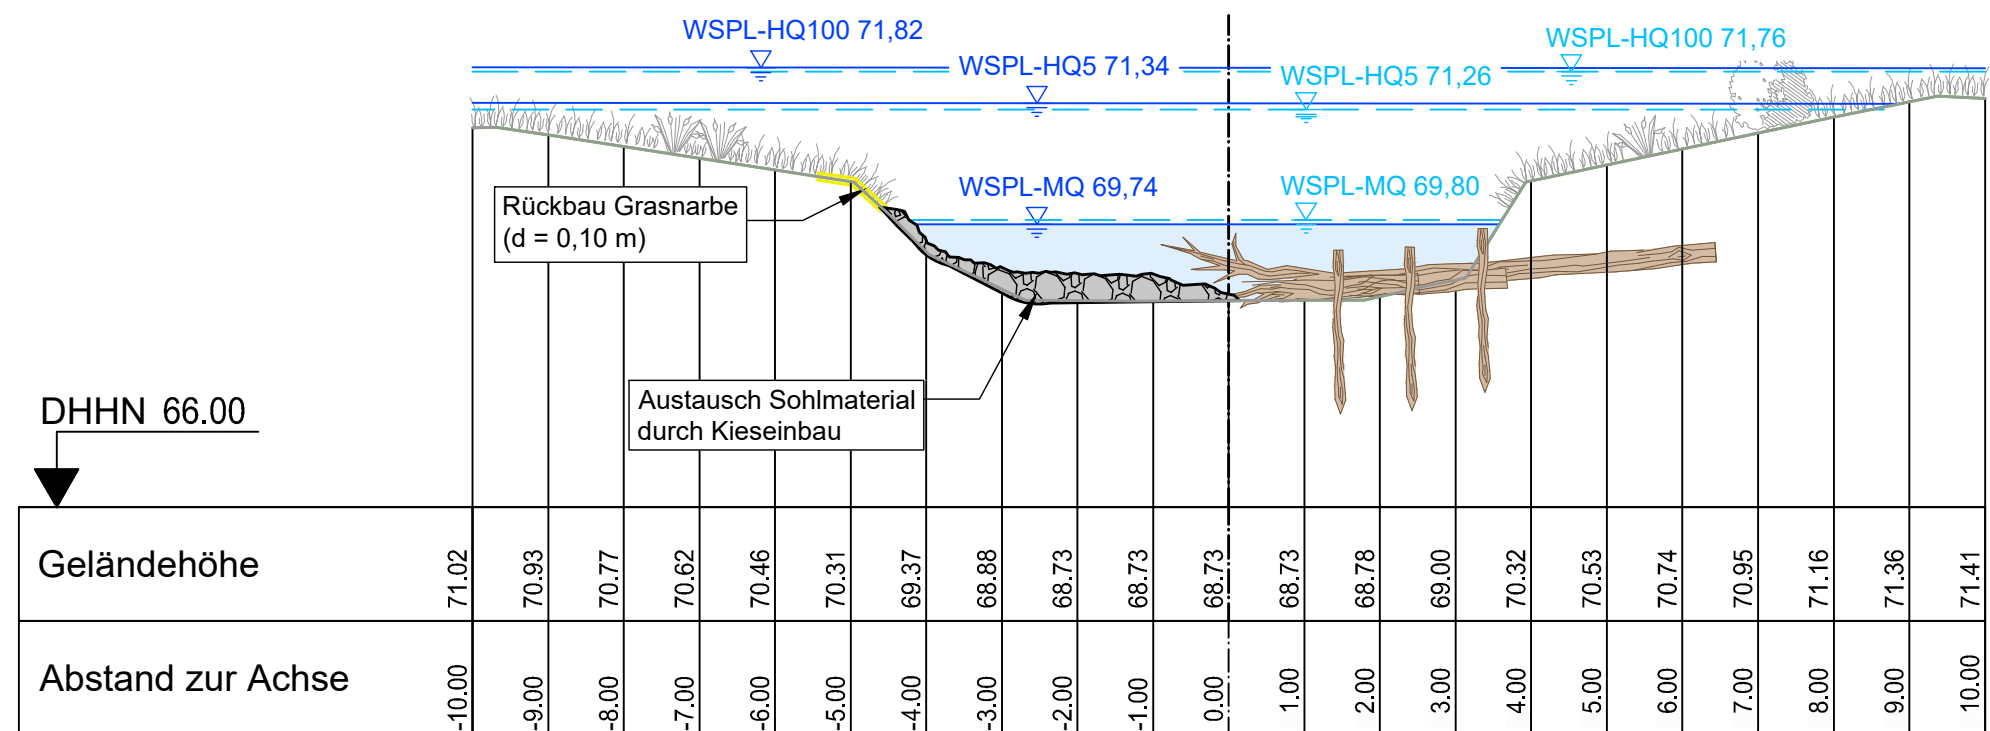 WSPL-HQ100 71,82
WSPL-HQ100 71,76
WSPL-HQ5 71,34
WSPL-HQ5 71,26
WSPL-MQ 69,74
WSPL-MQ 69,80
Rückbau Grasnarbe
(d = 0,10 m)
Austausch Sohlmaterial
durch Kieseinbau
DHHN 66.00
Geländehöhe 71.02 70.93 70.77 70.62 70.46 70.31 69.37 68.88 68.73 68.73 68.73 68.73 68.78 69.00 70.32 70.53 70.74 70.95 71.16 71.36 71.41
Abstand zur Achse -10.00 -9.00 -8.00 -7.00 -6.00 -5.00 -4.00 -3.00 -2.00 -1.00 0.00 1.00 2.00 3.00 4.00 5.00 6.00 7.00 8.00 9.00 10.00